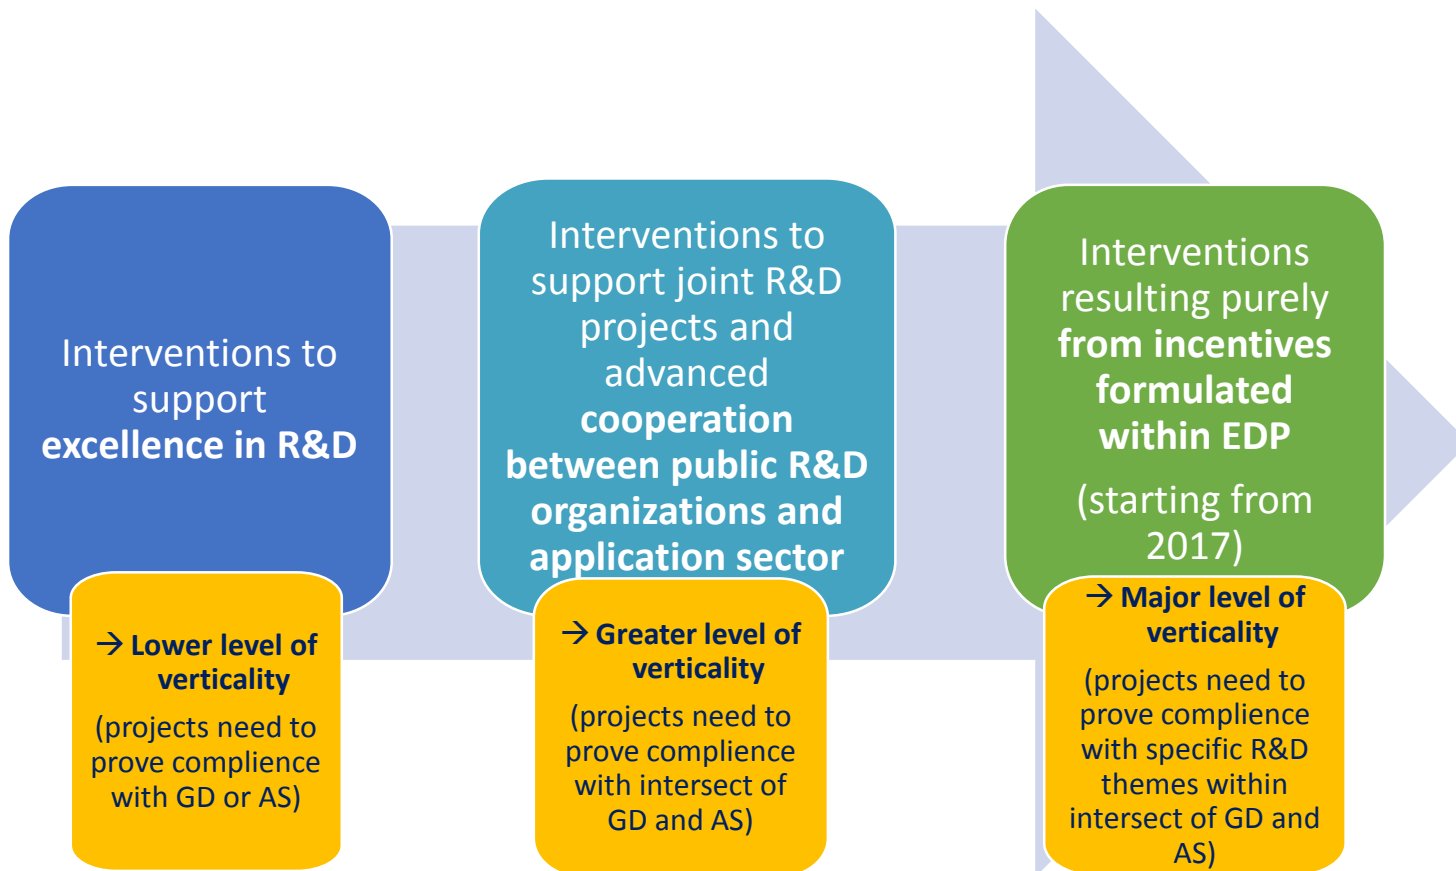 Interventions to
support
excellence in R&D
→ Lower level of
verticality
(projects need to
prove complience
with GD or AS)
Interventions to
support joint R&D
projects and
advanced
cooperation
between public R&D
organizations and
application sector
→ Greater level of
verticality
(projects need to
prove complience
with intersect of
GD and AS)
Interventions
resulting purely
from incentives
formulated
within EDP
(starting from
2017)
→ Major level of
verticality
(projects need to
prove complience
with specific R&D
themes within
intersect of GD and
AS)